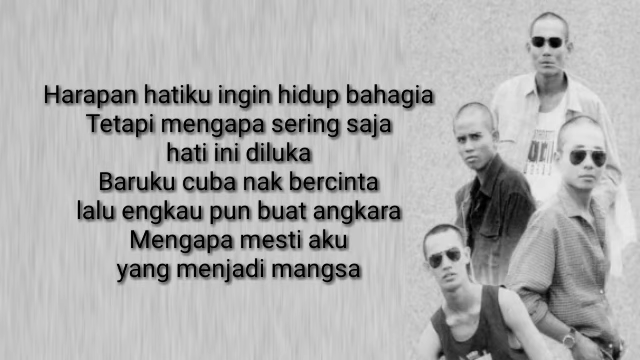 Harapan hatiku ingin hidup bahagia
Tetapi mengapa sering saja
hati ini diluka
Baruku cuba nak bercinta
lalu engkau pun buat angkara
Mengapa mesti aku
yang menjadi mangsa